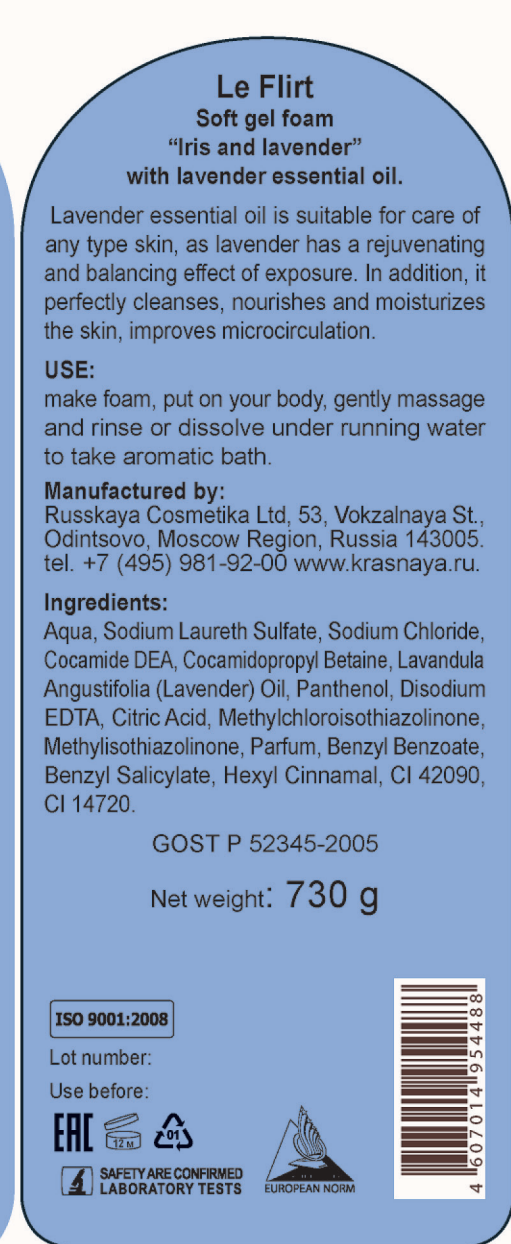 Le Flirt
Soft gel foam
“Iris and lavender”
with lavender essential oil.
Lavender essential oil is suitable for care of
any type skin, as lavender has a rejuvenating
and balancing effect of exposure. In addition, it
perfectly cleanses, nourishes and moisturizes
the skin, improves microcirculation.
USE:
make foam, put on your body, gently massage
and rinse or dissolve under running water
to take aromatic bath.
Manufactured by:
Russkaya Cosmetika Ltd, 53, Vokzalnaya St.,
Odintsovo, Moscow Region, Russia 143005.
tel. +7 (495) 981-92-00 www.krasnaya.ru.
Ingredients:
Aqua, Sodium Laureth Sulfate, Sodium Chloride,
Cocamide DEA, Cocamidopropyl Betaine, Lavandula
Angustifolia (Lavender) Oil, Panthenol, Disodium
EDTA, Citric Acid, Methylchloroisothiazolinone,
Methylisothiazolinone, Parfum, Benzyl Benzoate,
Benzyl Salicylate, Hexyl Cinnamal, CI 42090,
CI 14720.
GOST P 52345-2005
Net weight: 730 g
ISO 9001:2008
Lot number:
Use before:
EAC 12 M 01
SAFETY ARE CONFIRMED
LABORATORY TESTS
EUROPEAN NORM
4 607014 954488